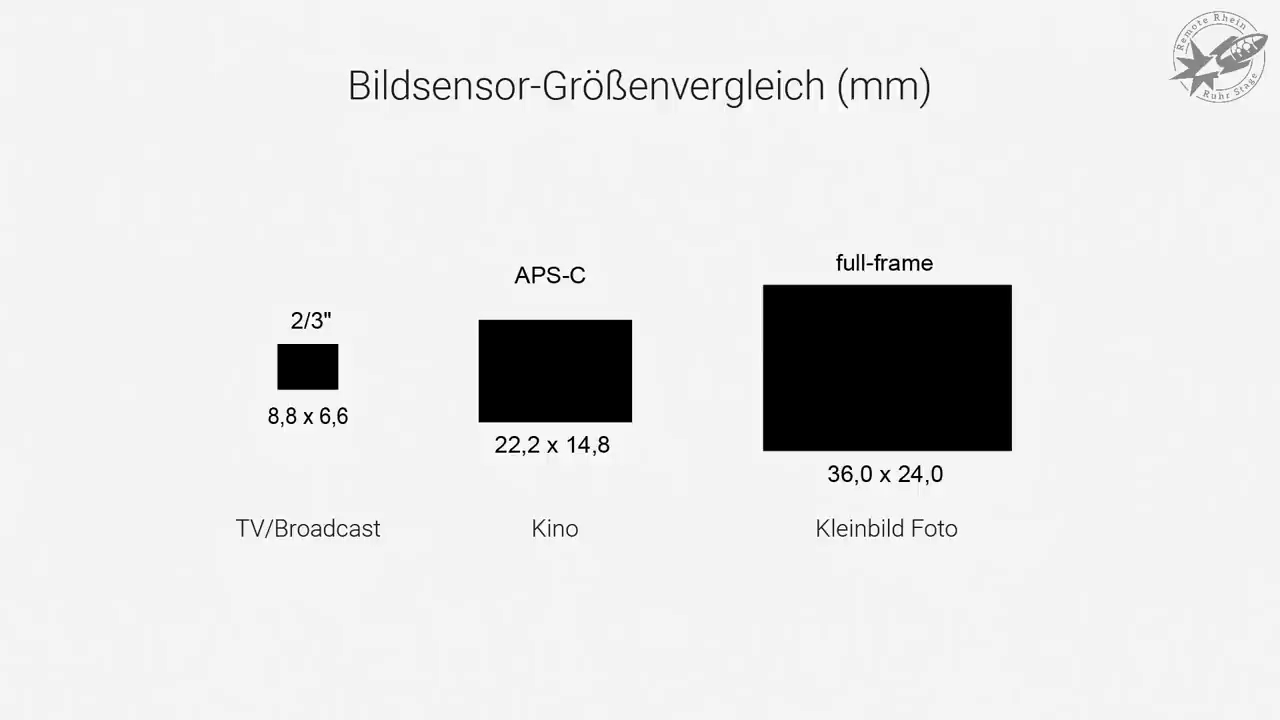 Remote Rhein
Ruhr Stage
Bildsensor-Größenvergleich (mm)
2/3"
8,8 x 6,6
TV/Broadcast
APS-C
22,2 x 14,8
Kino
full-frame
36,0 x 24,0
Kleinbild Foto